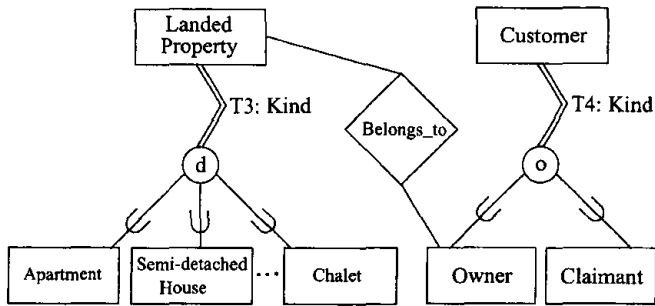 Landed
Property
Customer
T3: Kind
T4: Kind
Belongs_to
d
o
Apartment
Semi-detached
House
...
Chalet
Owner
Claimant